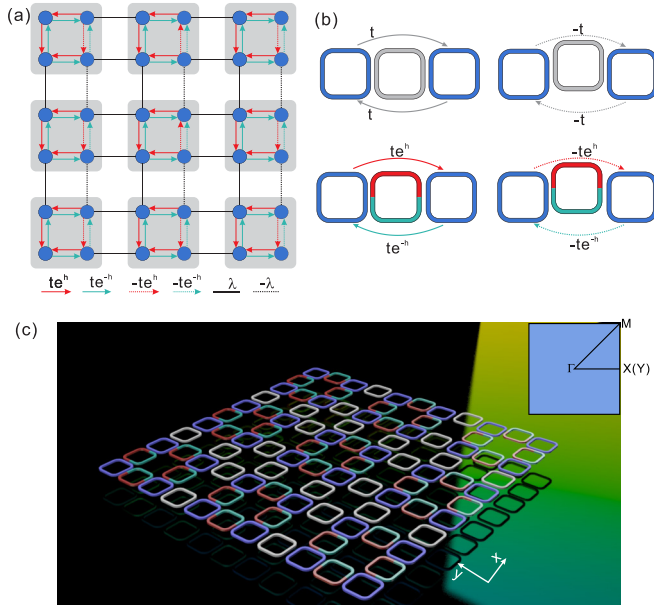 (a)
te^h te^-h -te^h -te^-h λ -λ
(b)
t
t
-t
-t
te^h
te^-h
-te^h
-te^-h
(c)
M
Γ
X(Y)
y
x